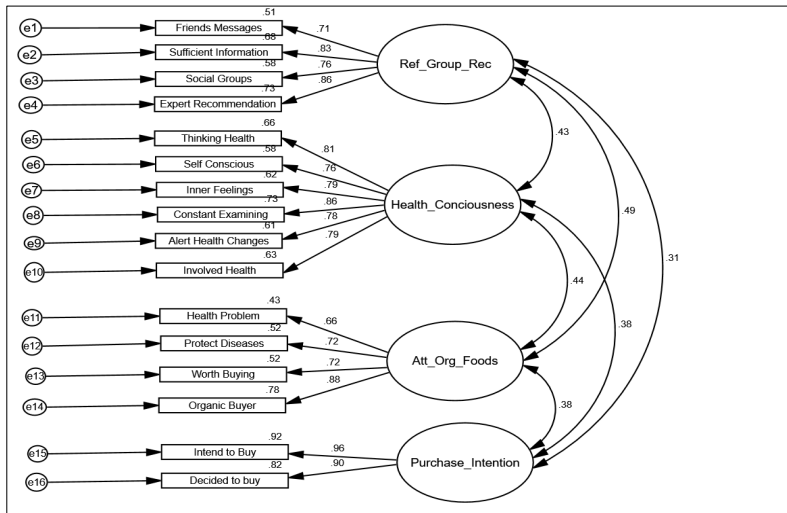 .51
e1
Friends Messages
.71
.68
e2
Sufficient Information
.83
.58
e3
Social Groups
.76
.73
e4
Expert Recommendation
.86
Ref_Group_Rec
.66
e5
Thinking Health
.81
.58
e6
Self Conscious
.76
.62
e7
Inner Feelings
.79
.73
e8
Constant Examining
.86
.61
e9
Alert Health Changes
.78
.63
e10
Involved Health
.79
Health_Conciousness
.43
.49
.31
.44
.38
.43
e11
Health Problem
.66
.52
e12
Protect Diseases
.72
.52
e13
Worth Buying
.72
.78
e14
Organic Buyer
.88
Att_Org_Foods
.38
.92
e15
Intend to Buy
.96
.82
e16
Decided to buy
.90
Purchase_Intention